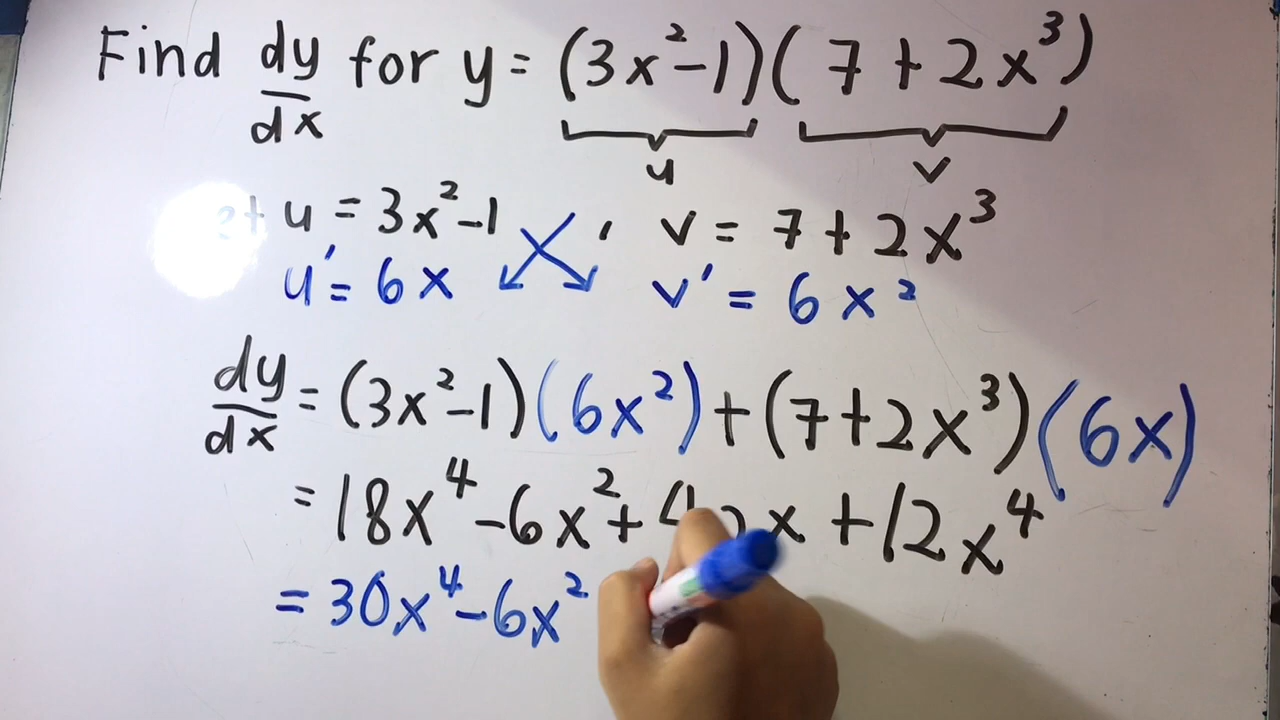 Find dy/dx for y = (3x²-1)(7+2x³)
u v
u = 3x²-1 , v = 7+2x³
u' = 6x v' = 6x²
dy/dx = (3x²-1)(6x²)+(7+2x³)(6x)
= 18x⁴-6x²+42x+12x⁴
= 30x⁴-6x²